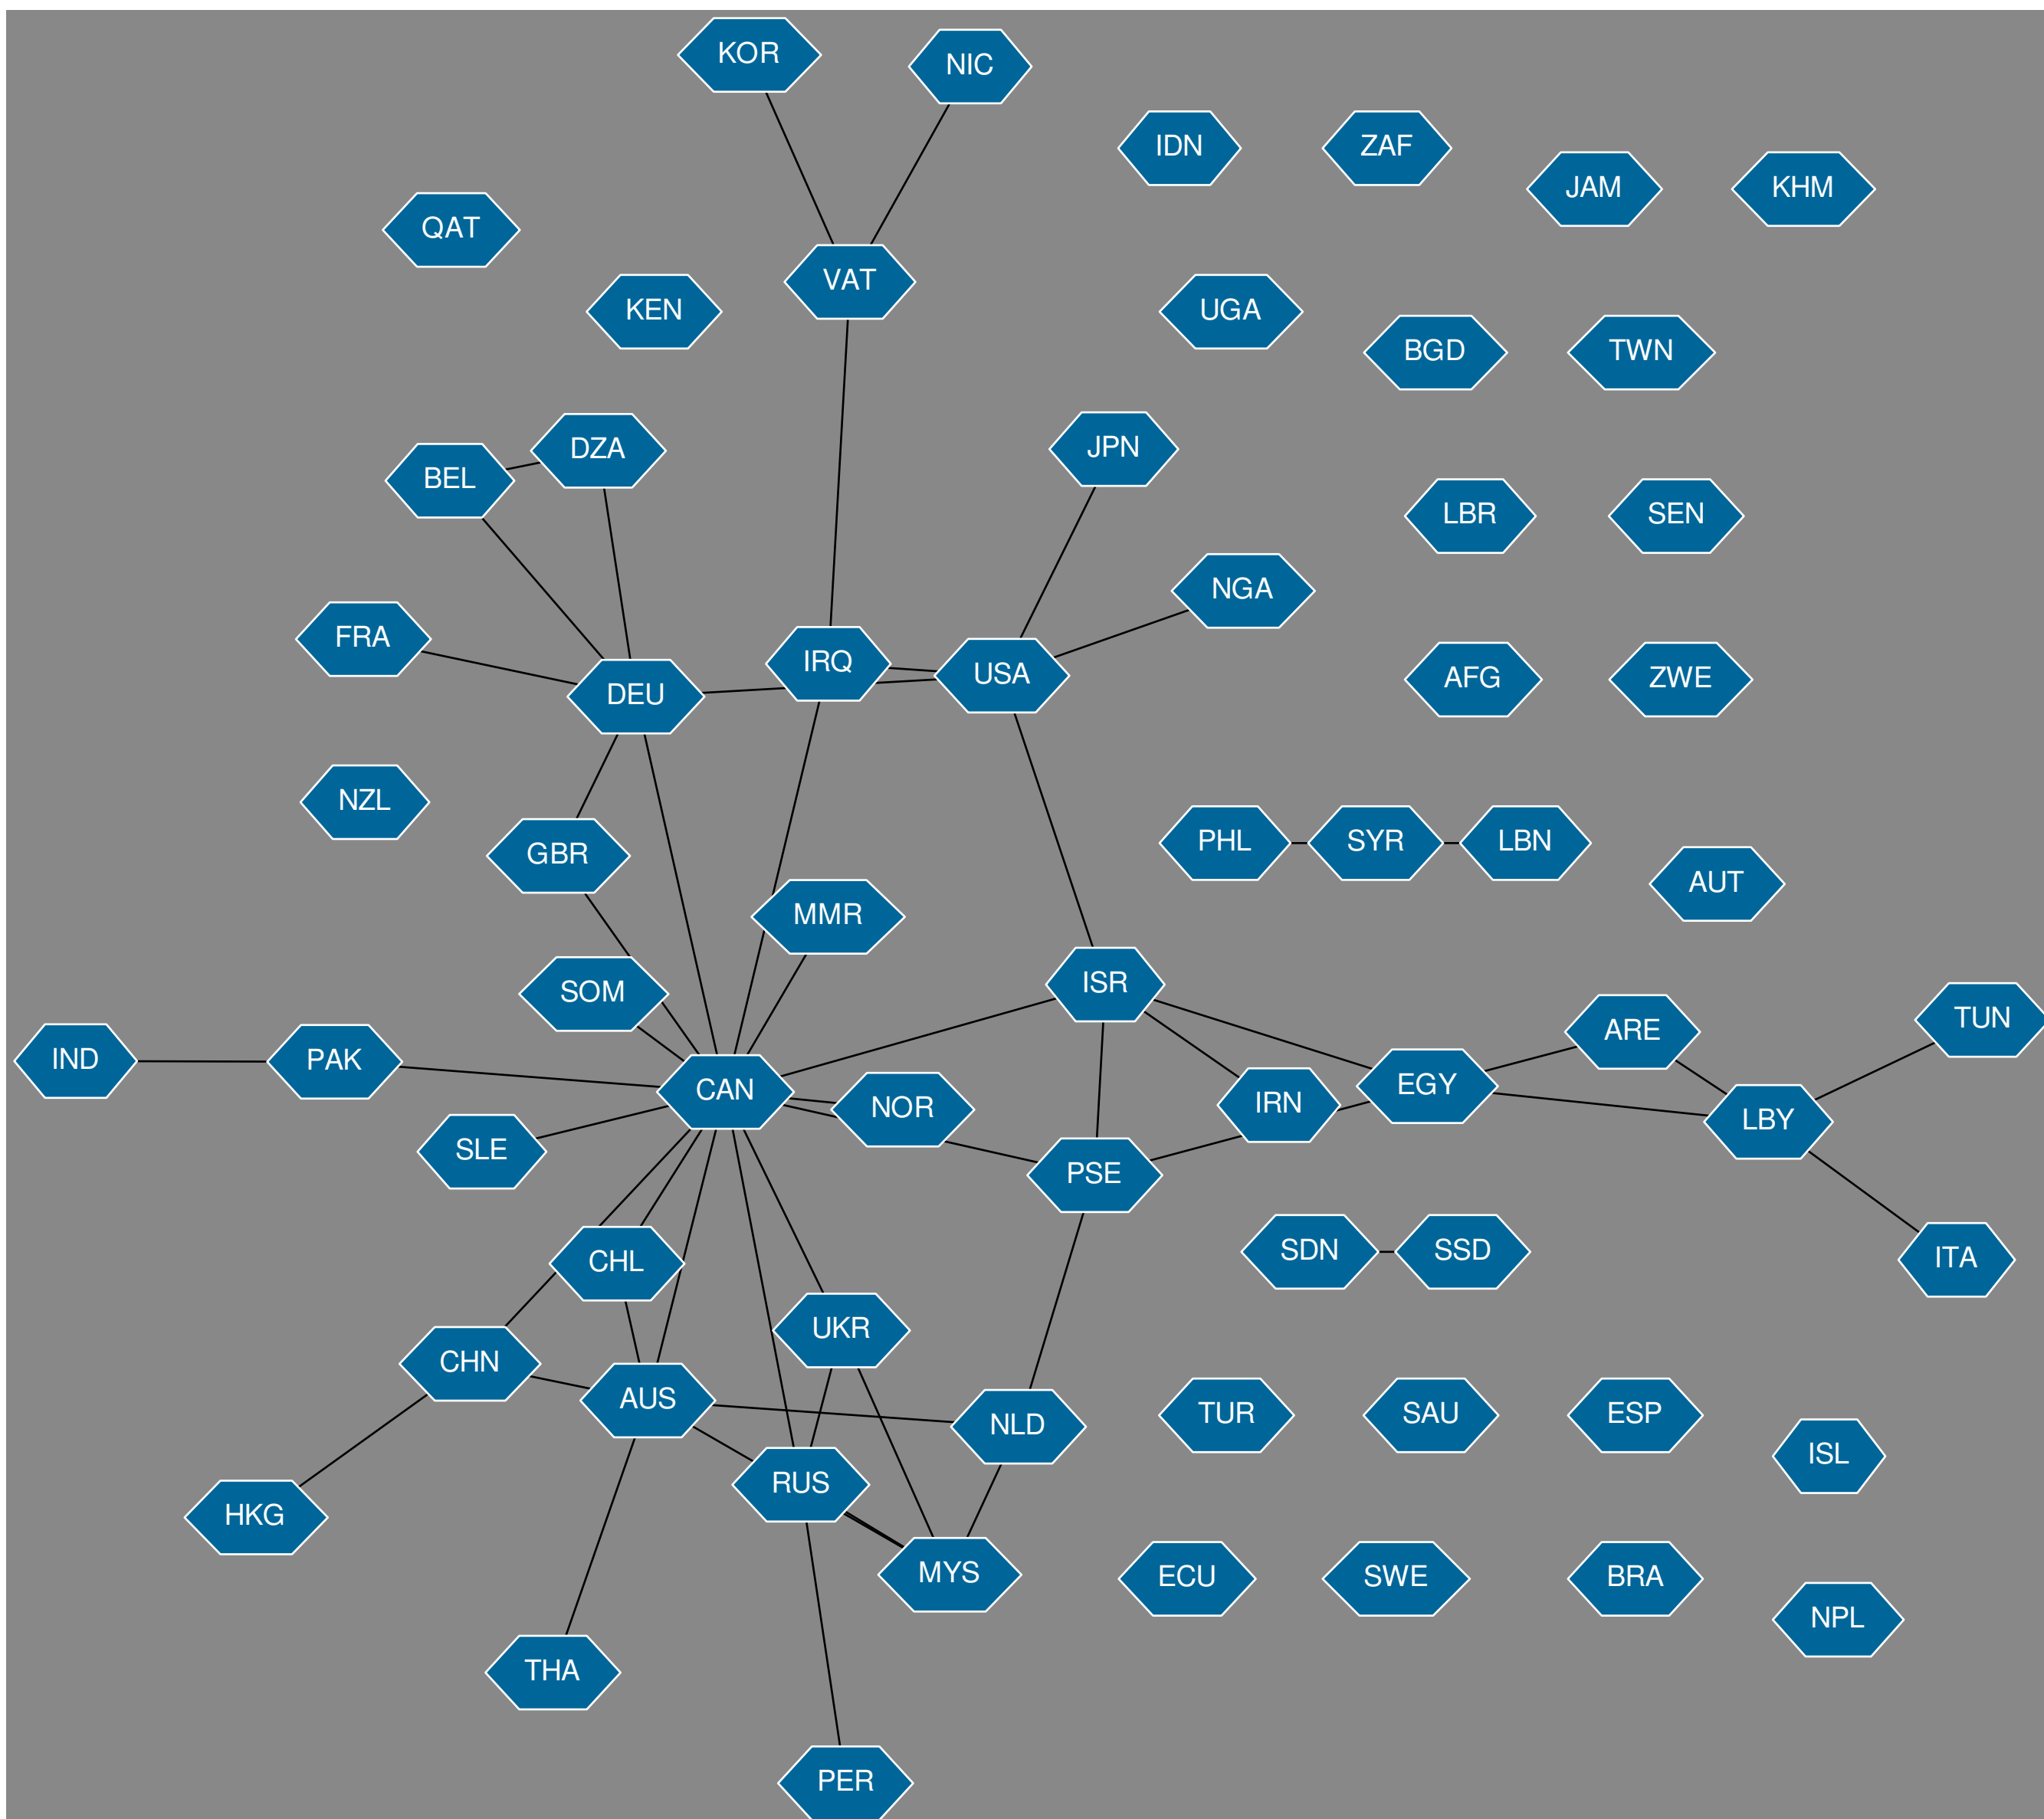 KOR
NIC
IDN
ZAF
JAM
KHM
QAT
VAT
KEN
UGA
BGD
TWN
DZA
JPN
BEL
LBR
SEN
NGA
FRA
IRQ
USA
AFG
ZWE
DEU
NZL
GBR
PHL
SYR
LBN
AUT
MMR
SOM
ISR
TUN
ARE
IND
PAK
CAN
EGY
NOR
IRN
LBY
SLE
PSE
SDN
SSD
CHL
ITA
UKR
CHN
AUS
NLD
TUR
SAU
ESP
ISL
RUS
HKG
MYS
ECU
SWE
BRA
NPL
THA
PER